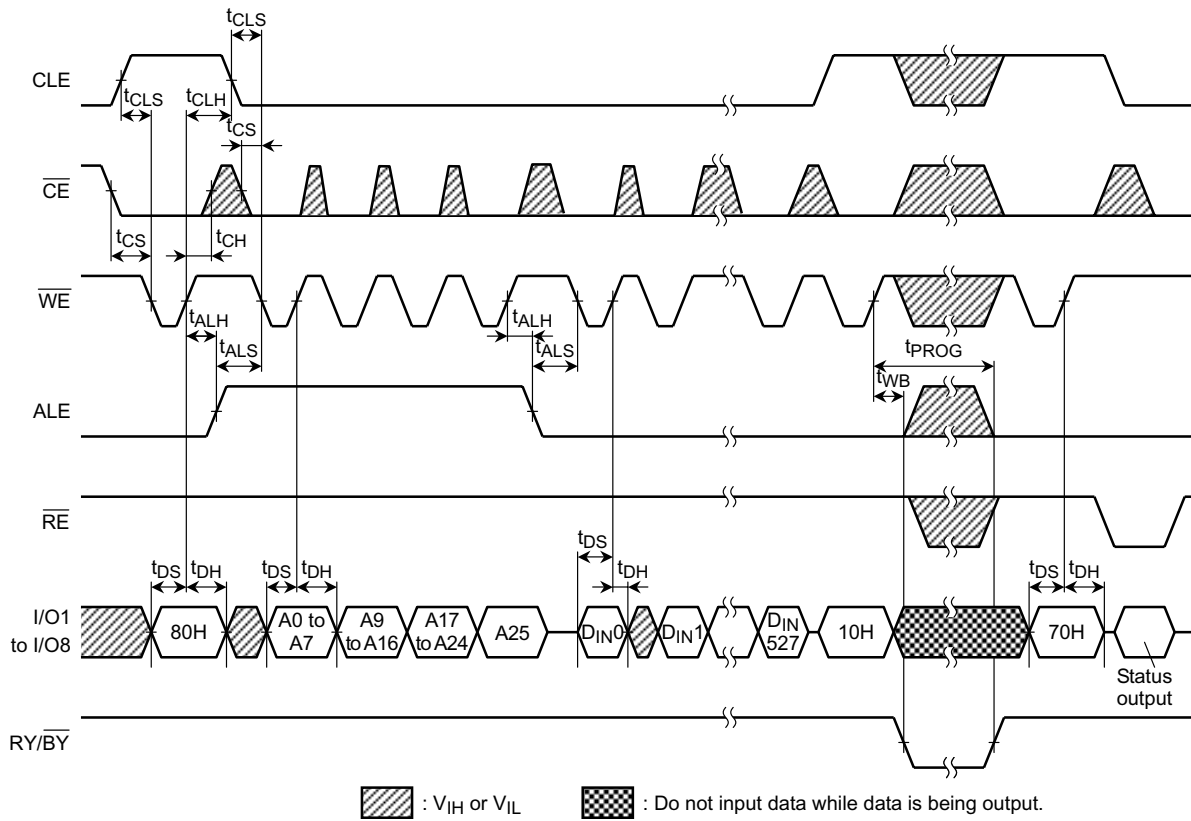 tCLS
CLE
tCLS
tCLH
tCS
CE
tCS
tCH
WE
tALH
tALS
tALH
tALS
tPROG
tWB
ALE
RE
tDS
tDH
tDS
tDH
tDS
tDH
tDS
tDH
I/O1
to I/O8
80H
A0 to
A7
A9
to A16
A17
to A24
A25
DIN0
DIN1
DIN
527
10H
70H
Status
output
RY/BY
: VIH or VIL
: Do not input data while data is being output.